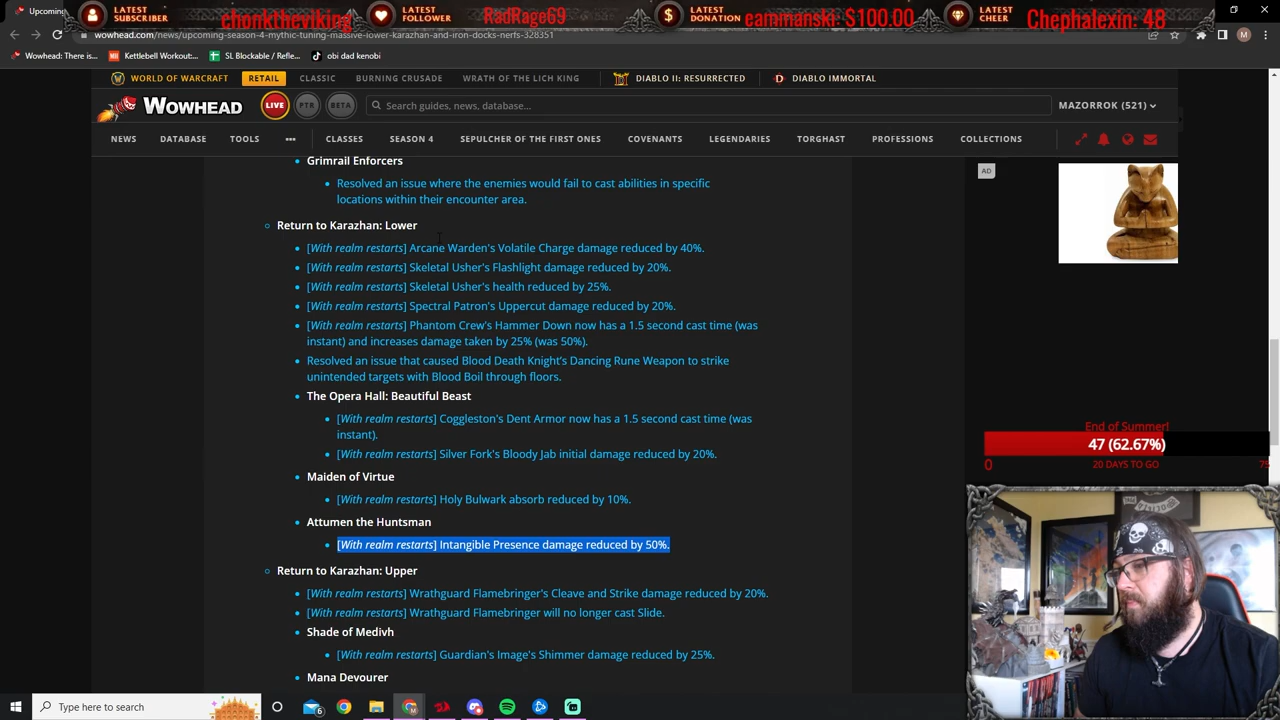 LATEST SUBSCRIBER
chonktheviking
LATEST FOLLOWER
RadRage69
LATEST DONATION
eammanski: $100.00
LATEST CHEER
Chephalexin: 48
Upcoming
wowhead.com/news/upcoming-season-4-mythic-tuning-massive-lower-karazhan-and-iron-docks-nerfs-328351
Wowhead: There is... Kettlebell Workout:... SL Blockable / Refle... obi dad kenobi
WORLD OF WARCRAFT RETAIL CLASSIC BURNING CRUSADE WRATH OF THE LICH KING DIABLO II: RESURRECTED DIABLO IMMORTAL
WOWHEAD LIVE PTR BETA Search guides, news, database... MAZORROK (521)
NEWS DATABASE TOOLS ••• CLASSES SEASON 4 SEPULCHER OF THE FIRST ONES COVENANTS LEGENDARIES TORGHAST PROFESSIONS COLLECTIONS
Grimrail Enforcers
Resolved an issue where the enemies would fail to cast abilities in specific
locations within their encounter area.
Return to Karazhan: Lower
[With realm restarts] Arcane Warden's Volatile Charge damage reduced by 40%.
[With realm restarts] Skeletal Usher's Flashlight damage reduced by 20%.
[With realm restarts] Skeletal Usher's health reduced by 25%.
[With realm restarts] Spectral Patron's Uppercut damage reduced by 20%.
[With realm restarts] Phantom Crew's Hammer Down now has a 1.5 second cast time (was
instant) and increases damage taken by 25% (was 50%).
Resolved an issue that caused Blood Death Knight's Dancing Rune Weapon to strike
unintended targets with Blood Boil through floors.
The Opera Hall: Beautiful Beast
[With realm restarts] Coggleston's Dent Armor now has a 1.5 second cast time (was
instant).
[With realm restarts] Silver Fork's Bloody Jab initial damage reduced by 20%.
Maiden of Virtue
[With realm restarts] Holy Bulwark absorb reduced by 10%.
Attumen the Huntsman
[With realm restarts] Intangible Presence damage reduced by 50%.
Return to Karazhan: Upper
[With realm restarts] Wrathguard Flamebringer's Cleave and Strike damage reduced by 20%.
[With realm restarts] Wrathguard Flamebringer will no longer cast Slide.
Shade of Medivh
[With realm restarts] Guardian's Image's Shimmer damage reduced by 25%.
Mana Devourer
AD
End of Summer!
47 (62.67%)
0 20 DAYS TO GO 75
Type here to search